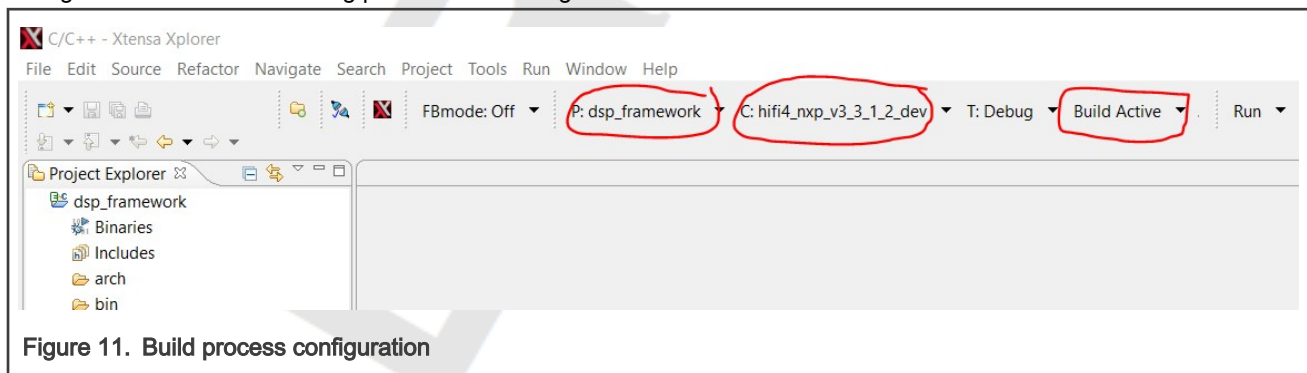 C/C++ - Xtensa Xplorer
File Edit Source Refactor Navigate Search Project Tools Run Window Help
FBmode: Off P: dsp_framework C: hifi4_nxp_v3_3_1_2_dev T: Debug Build Active Run
Project Explorer
dsp_framework
Binaries
Includes
arch
bin
Figure 11. Build process configuration